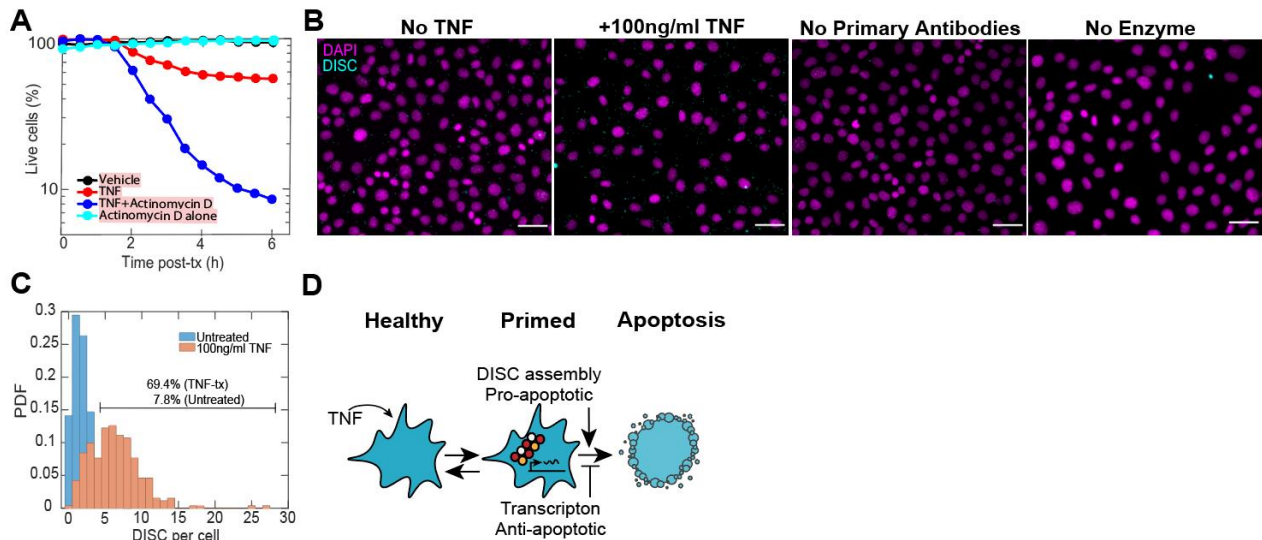 A
Live cells (%)
100
10
Vehicle
TNF
TNF+Actinomycin D
Actinomycin D alone
0
2
4
6
Time post-tx (h)
B
No TNF
+100ng/ml TNF
No Primary Antibodies
No Enzyme
DAPI
DISC
C
PDF
0.3
0.25
0.2
0.15
0.1
0.05
0
Untreated
100ng/ml TNF
69.4% (TNF-tx)
7.8% (Untreated)
0 5 10 15 20 25 30
DISC per cell
D
Healthy
Primed
Apoptosis
TNF
DISC assembly
Pro-apoptotic
Transcripton
Anti-apoptotic